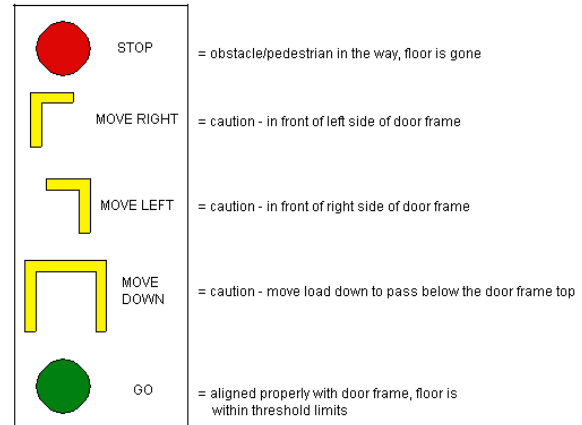 STOP
= obstacle/pedestrian in the way, floor is gone
MOVE RIGHT
= caution - in front of left side of door frame
MOVE LEFT
= caution - in front of right side of door frame
MOVE
DOWN
= caution - move load down to pass below the door frame top
GO
= aligned properly with door frame, floor is
within threshold limits